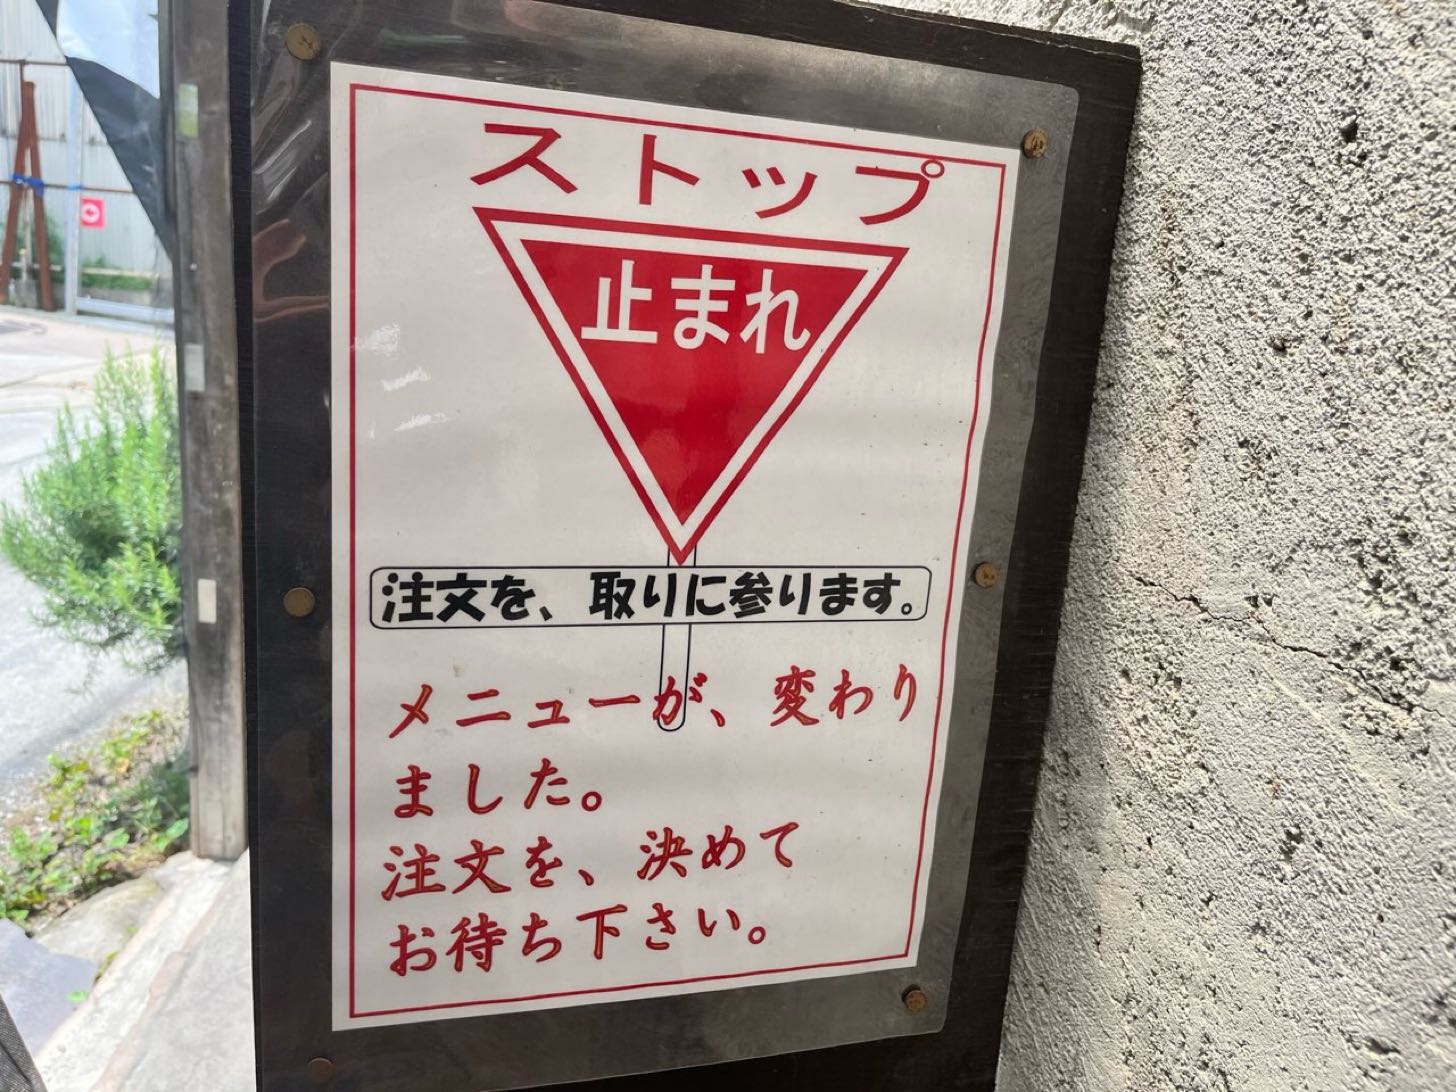 ストップ
止まれ
注文を、取りに参ります。
メニューが、変わり
ました。
注文を、決めて
お待ち下さい。